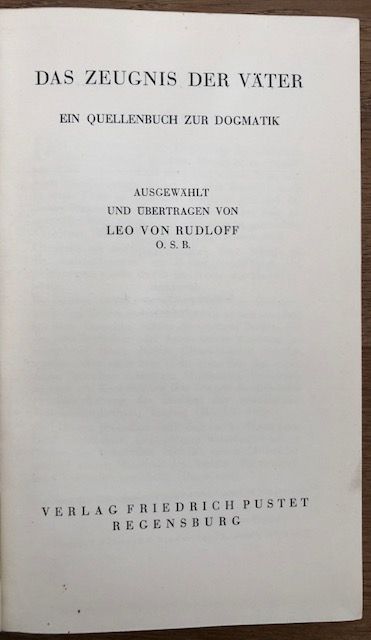 DAS ZEUGNIS DER VÄTER
EIN QUELLENBUCH ZUR DOGMATIK
AUSGEWÄHLT
UND ÜBERTRAGEN VON
LEO VON RUDLOFF
O. S. B.
VERLAG FRIEDRICH PUSTET
REGENSBURG